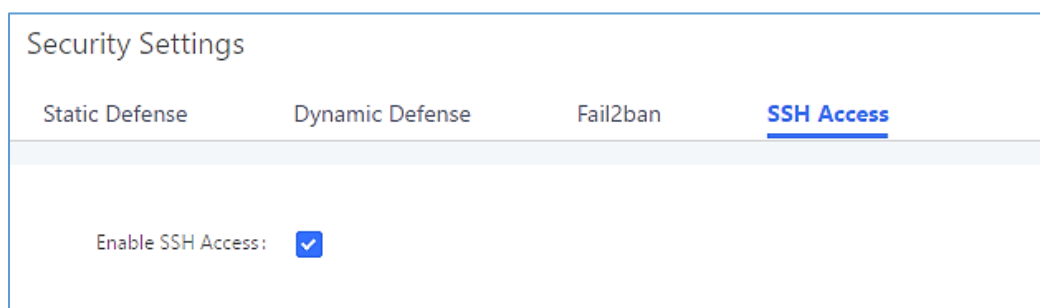 Security Settings
Static Defense Dynamic Defense Fail2ban SSH Access
Enable SSH Access: